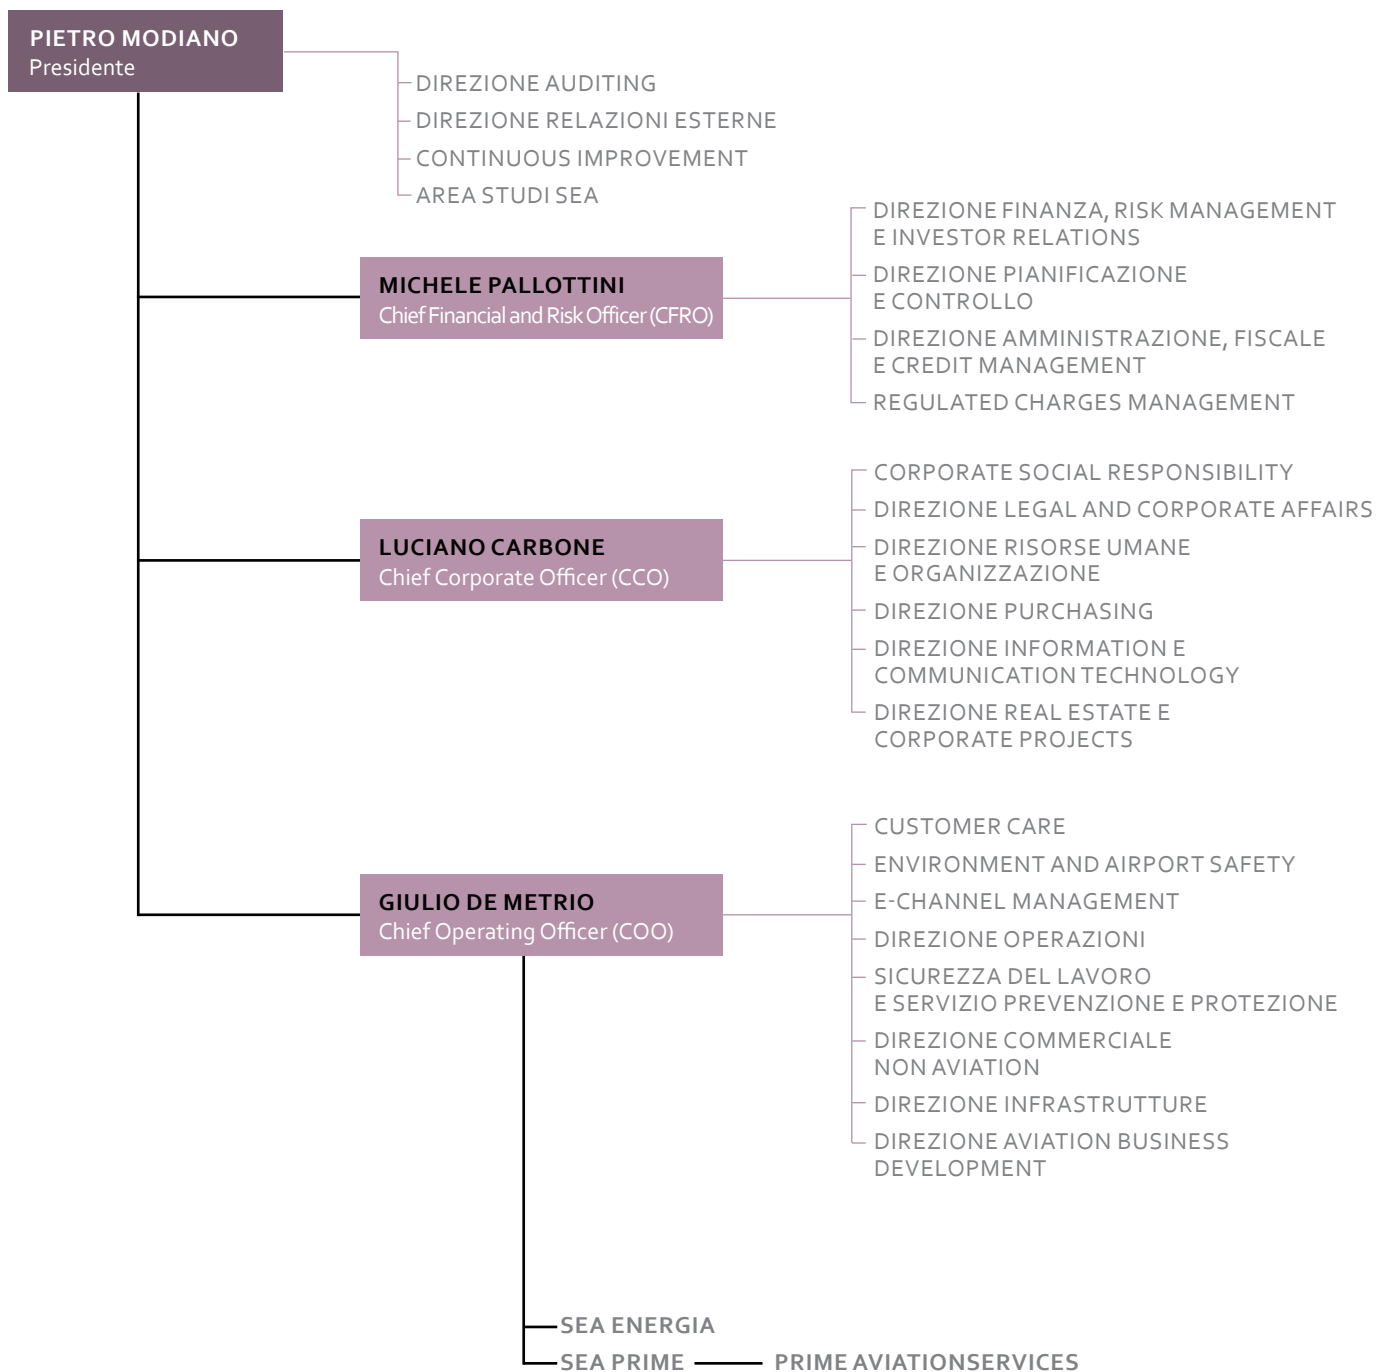 PIETRO MODIANO
Presidente
DIREZIONE AUDITING
DIREZIONE RELAZIONI ESTERNE
CONTINUOUS IMPROVEMENT
AREA STUDI SEA
MICHELE PALLOTTINI
Chief Financial and Risk Officer (CFRO)
DIREZIONE FINANZA, RISK MANAGEMENT
E INVESTOR RELATIONS
DIREZIONE PIANIFICAZIONE
E CONTROLLO
DIREZIONE AMMINISTRAZIONE, FISCALE
E CREDIT MANAGEMENT
REGULATED CHARGES MANAGEMENT
LUCIANO CARBONE
Chief Corporate Officer (CCO)
CORPORATE SOCIAL RESPONSIBILITY
DIREZIONE LEGAL AND CORPORATE AFFAIRS
DIREZIONE RISORSE UMANE
E ORGANIZZAZIONE
DIREZIONE PURCHASING
DIREZIONE INFORMATION E
COMMUNICATION TECHNOLOGY
DIREZIONE REAL ESTATE E
CORPORATE PROJECTS
GIULIO DE METRIO
Chief Operating Officer (COO)
CUSTOMER CARE
ENVIRONMENT AND AIRPORT SAFETY
E-CHANNEL MANAGEMENT
DIREZIONE OPERAZIONI
SICUREZZA DEL LAVORO
E SERVIZIO PREVENZIONE E PROTEZIONE
DIREZIONE COMMERCIALE
NON AVIATION
DIREZIONE INFRASTRUTTURE
DIREZIONE AVIATION BUSINESS
DEVELOPMENT
SEA ENERGIA
SEA PRIME
PRIME AVIATIONSERVICES